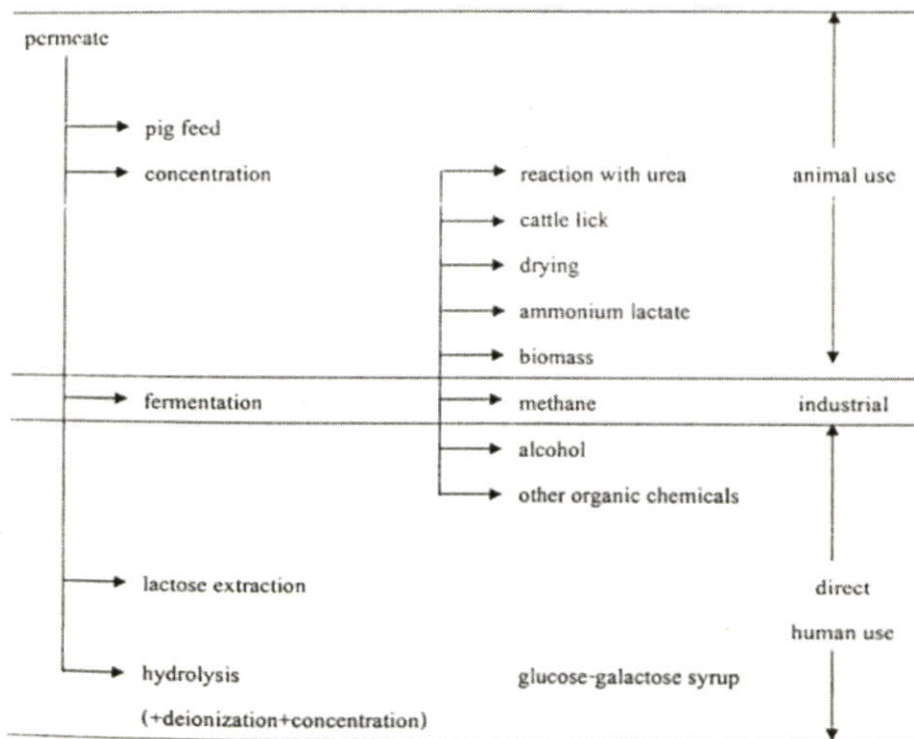 permeate
pig feed
concentration
reaction with urea
animal use
cattle lick
drying
ammonium lactate
biomass
fermentation
methane
industrial
alcohol
other organic chemicals
lactose extraction
direct
human use
hydrolysis
glucose-galactose syrup
(+deionization+concentration)